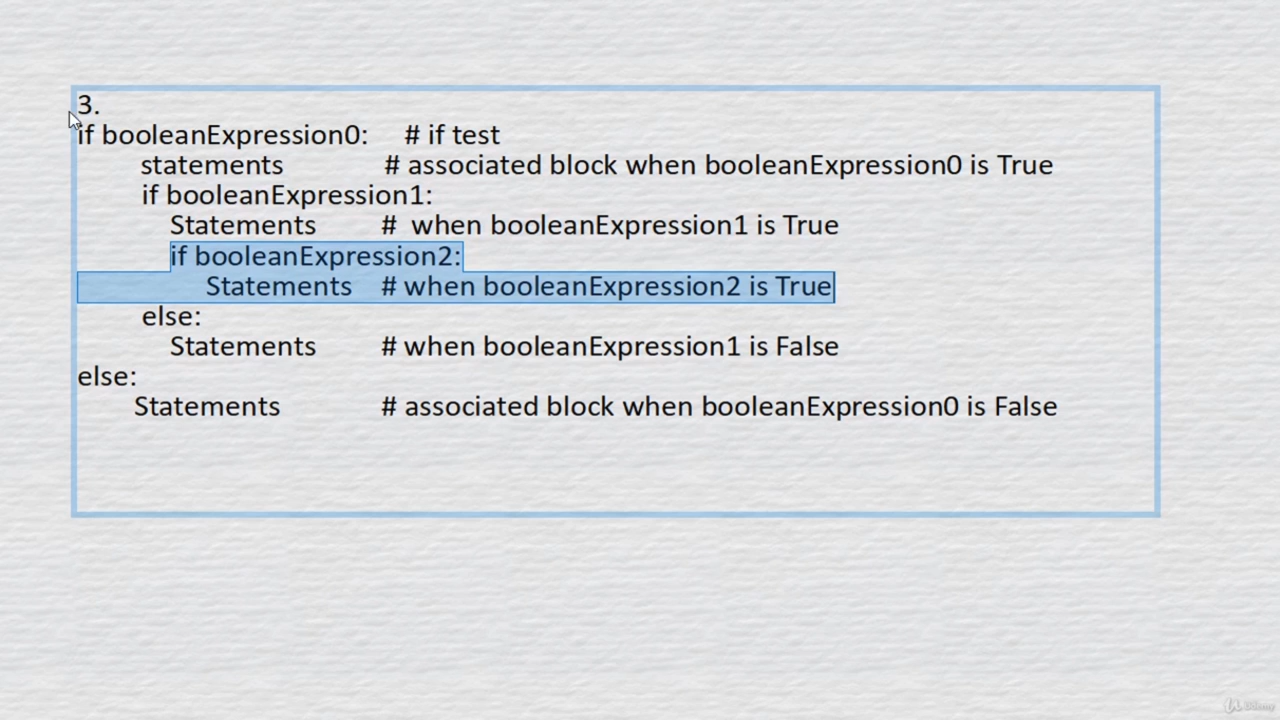 3.
if booleanExpression0:     # if test
        statements             # associated block when booleanExpression0 is True
        if booleanExpression1:
            Statements         #  when booleanExpression1 is True
            if booleanExpression2:
                Statements    # when booleanExpression2 is True
        else:
            Statements         # when booleanExpression1 is False
else:
       Statements              # associated block when booleanExpression0 is False
Udemy